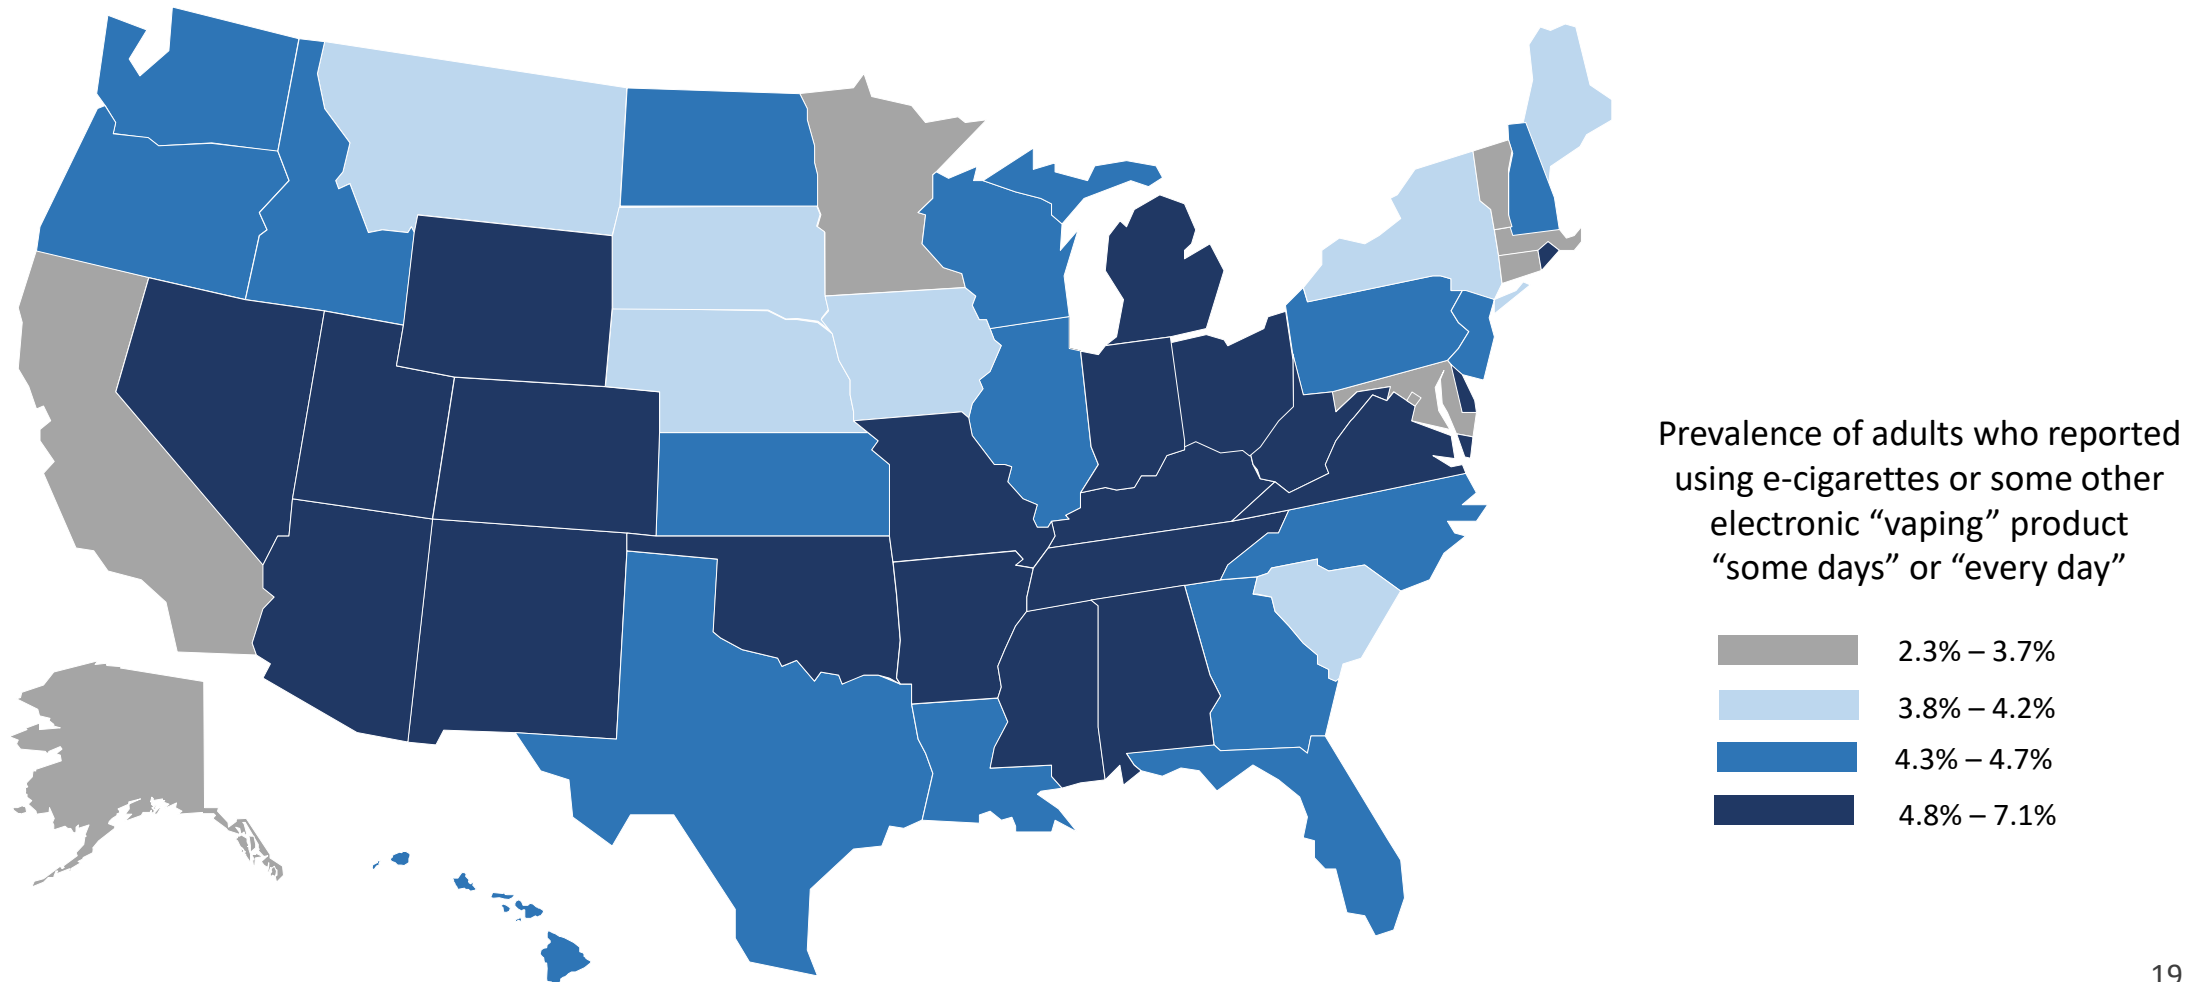 Prevalence of adults who reported
using e-cigarettes or some other
electronic “vaping” product
“some days” or “every day”
2.3% – 3.7%
3.8% – 4.2%
4.3% – 4.7%
4.8% – 7.1%
19